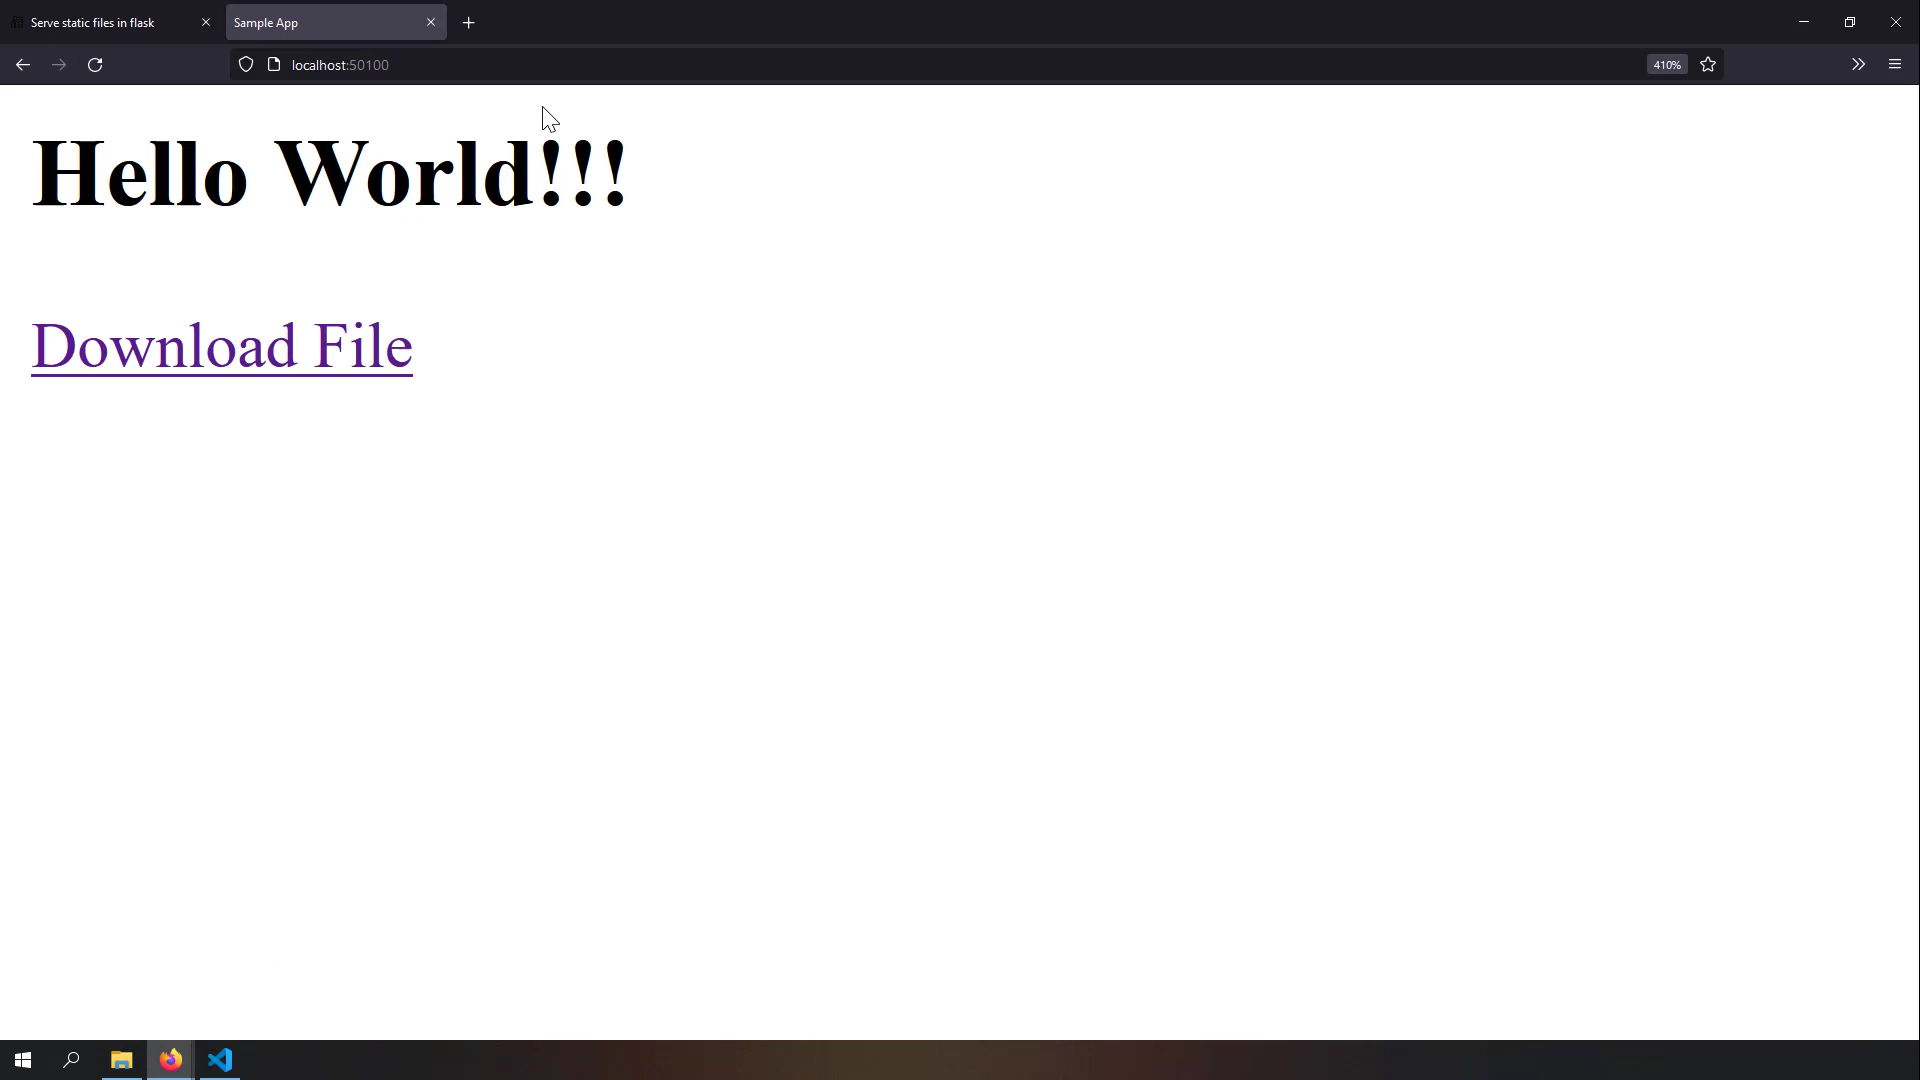 Serve static files in flask
Sample App
localhost:50100
410%
Hello World!!!
Download File